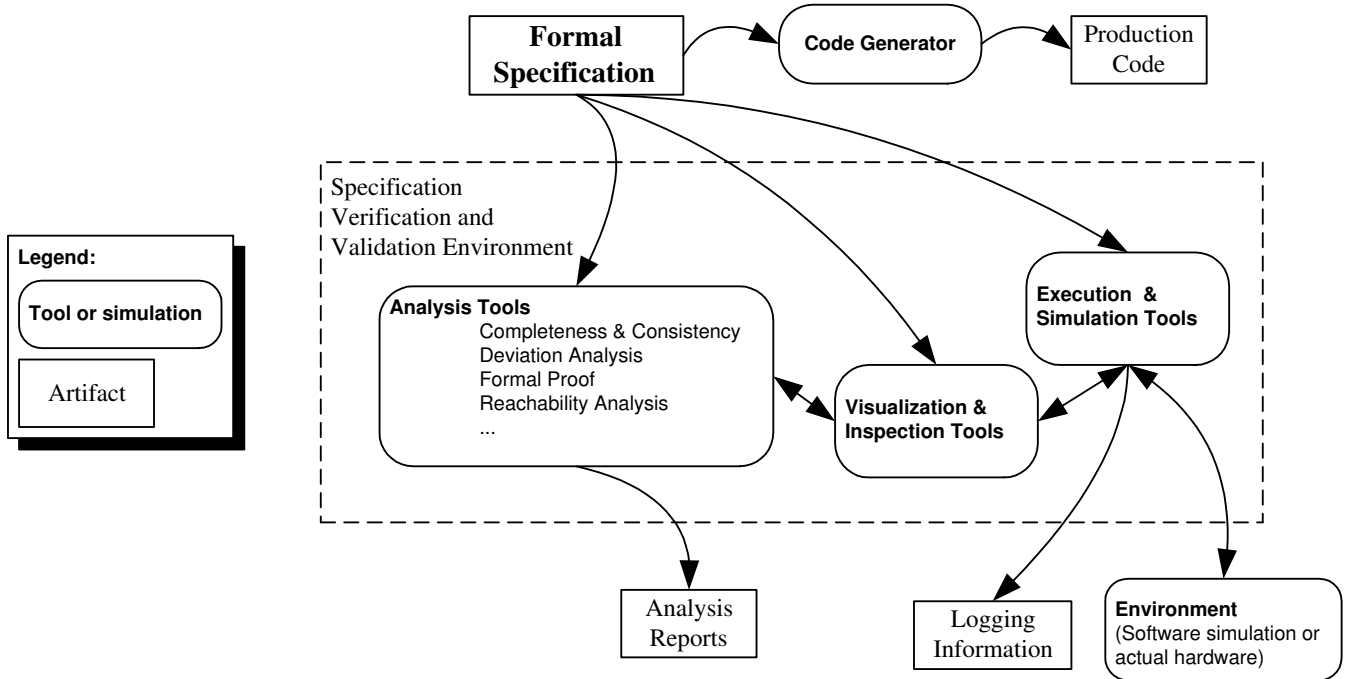 Formal
Specification
Code Generator
Production
Code
Specification
Verification and
Validation Environment
Legend:
Tool or simulation
Artifact
Analysis Tools
Completeness & Consistency
Deviation Analysis
Formal Proof
Reachability Analysis
...
Visualization &
Inspection Tools
Execution &
Simulation Tools
Analysis
Reports
Logging
Information
Environment
(Software simulation or
actual hardware)